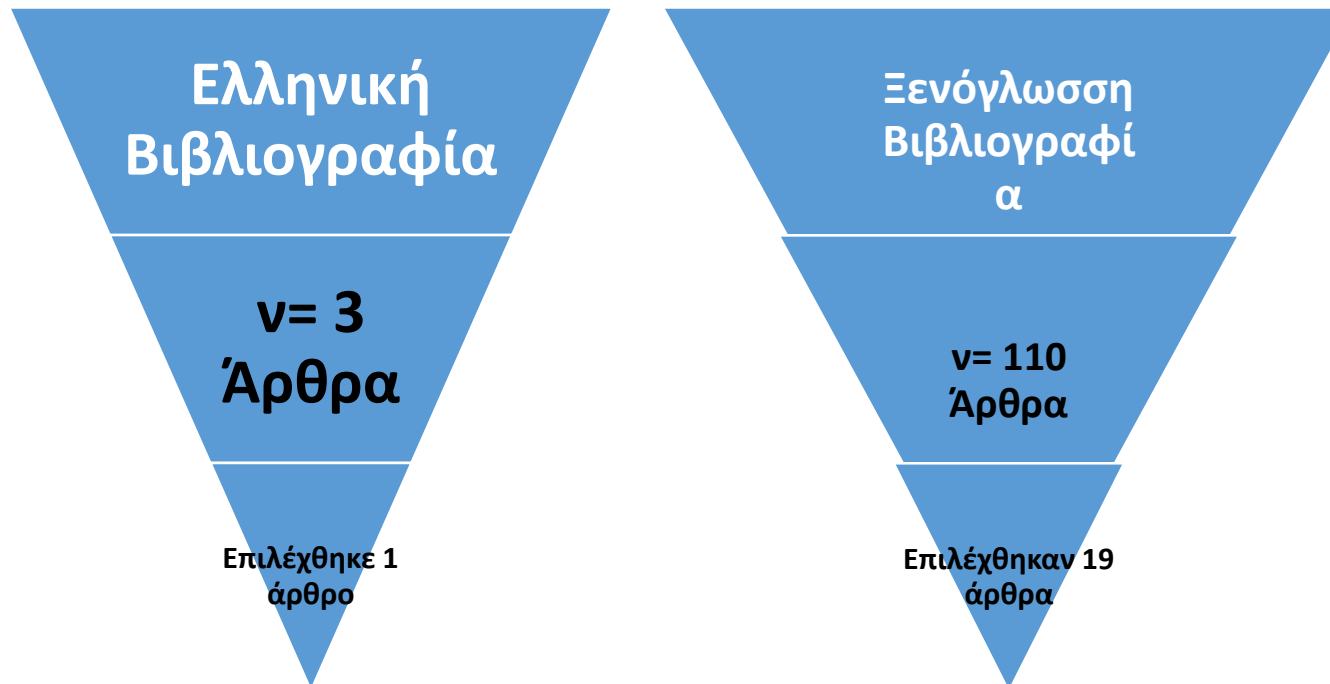 Ελληνική
Βιβλιογραφία
ν= 3
Άρθρα
Επιλέχθηκε 1
άρθρο
Ξενόγλωσση
Βιβλιογραφί
α
ν= 110
Άρθρα
Επιλέχθηκαν 19
άρθρα